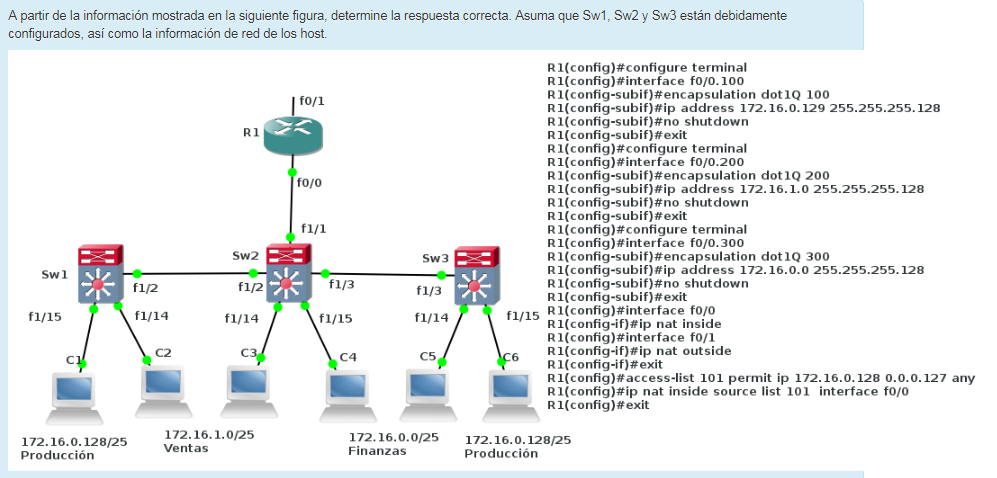 A partir de la información mostrada en la siguiente figura, determine la respuesta correcta. Asuma que Sw1, Sw2 y Sw3 están debidamente
configurados, así como la información de red de los host.
f0/1
R1
f0/0
f1/1
Sw2
Sw3
Sw1
f1/2
f1/2
f1/3
f1/3
f1/15
f1/14
f1/14
f1/15
f1/14
f1/15
C1
C2
C3
C4
C5
C6
172.16.0.128/25
Producción
172.16.1.0/25
Ventas
172.16.0.0/25
Finanzas
172.16.0.128/25
Producción
R1(config)#configure terminal
R1(config)#interface f0/0.100
R1(config-subif)#encapsulation dot1Q 100
R1(config-subif)#ip address 172.16.0.129 255.255.255.128
R1(config-subif)#no shutdown
R1(config-subif)#exit
R1(config)#configure terminal
R1(config)#interface f0/0.200
R1(config-subif)#encapsulation dot1Q 200
R1(config-subif)#ip address 172.16.1.0 255.255.255.128
R1(config-subif)#no shutdown
R1(config-subif)#exit
R1(config)#configure terminal
R1(config)#interface f0/0.300
R1(config-subif)#encapsulation dot1Q 300
R1(config-subif)#ip address 172.16.0.0 255.255.255.128
R1(config-subif)#no shutdown
R1(config-subif)#exit
R1(config)#interface f0/0
R1(config-if)#ip nat inside
R1(config)#interface f0/1
R1(config-if)#ip nat outside
R1(config-if)#exit
R1(config)#access-list 101 permit ip 172.16.0.128 0.0.0.127 any
R1(config)#ip nat inside source list 101 interface f0/0
R1(config)#exit